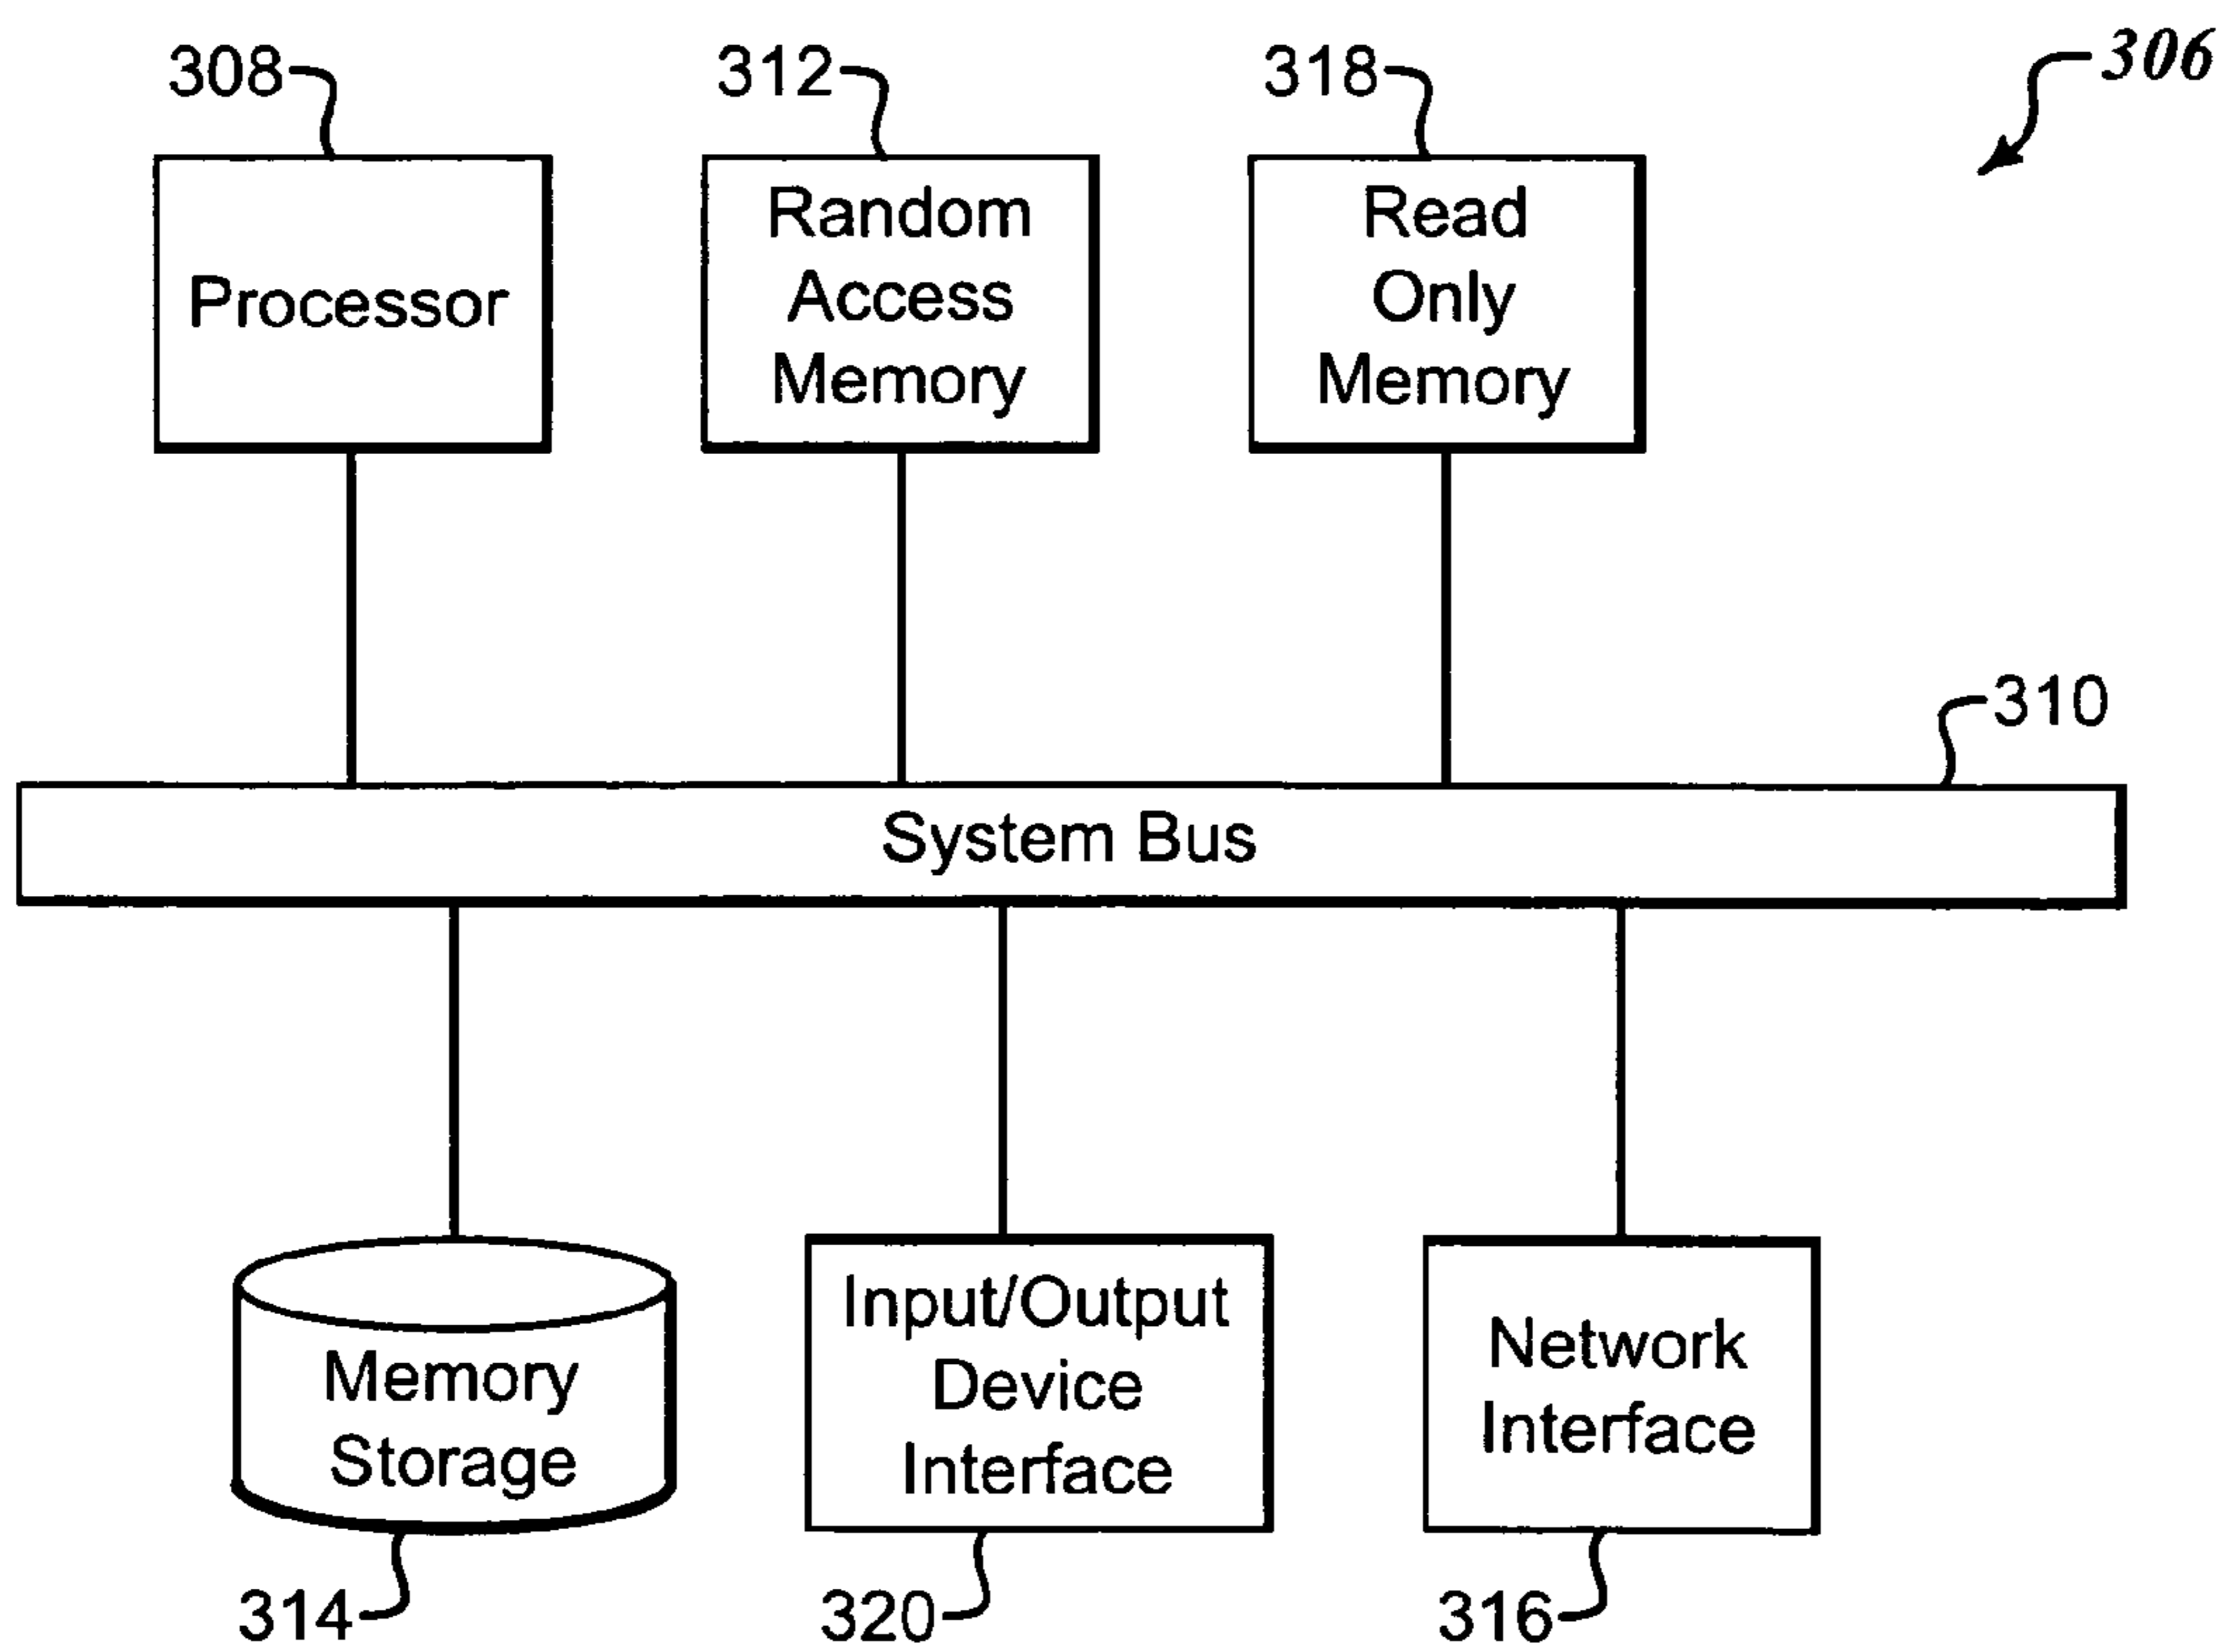 308
312
318
306
Processor
Random
Access
Memory
Read
Only
Memory
310
System Bus
Memory
Storage
Input/Output
Device
Interface
Network
Interface
314
320
316